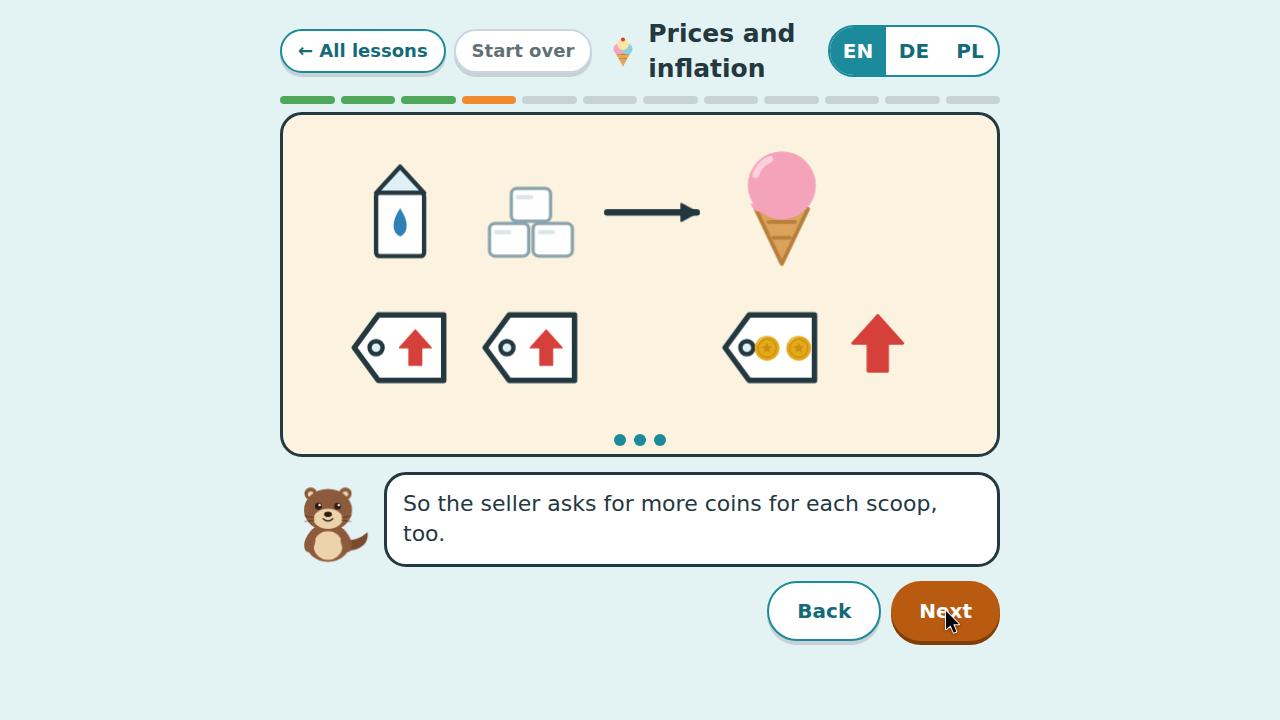 ← All lessons
Start over
Prices and
inflation
EN
DE
PL
So the seller asks for more coins for each scoop,
too.
Back
Next